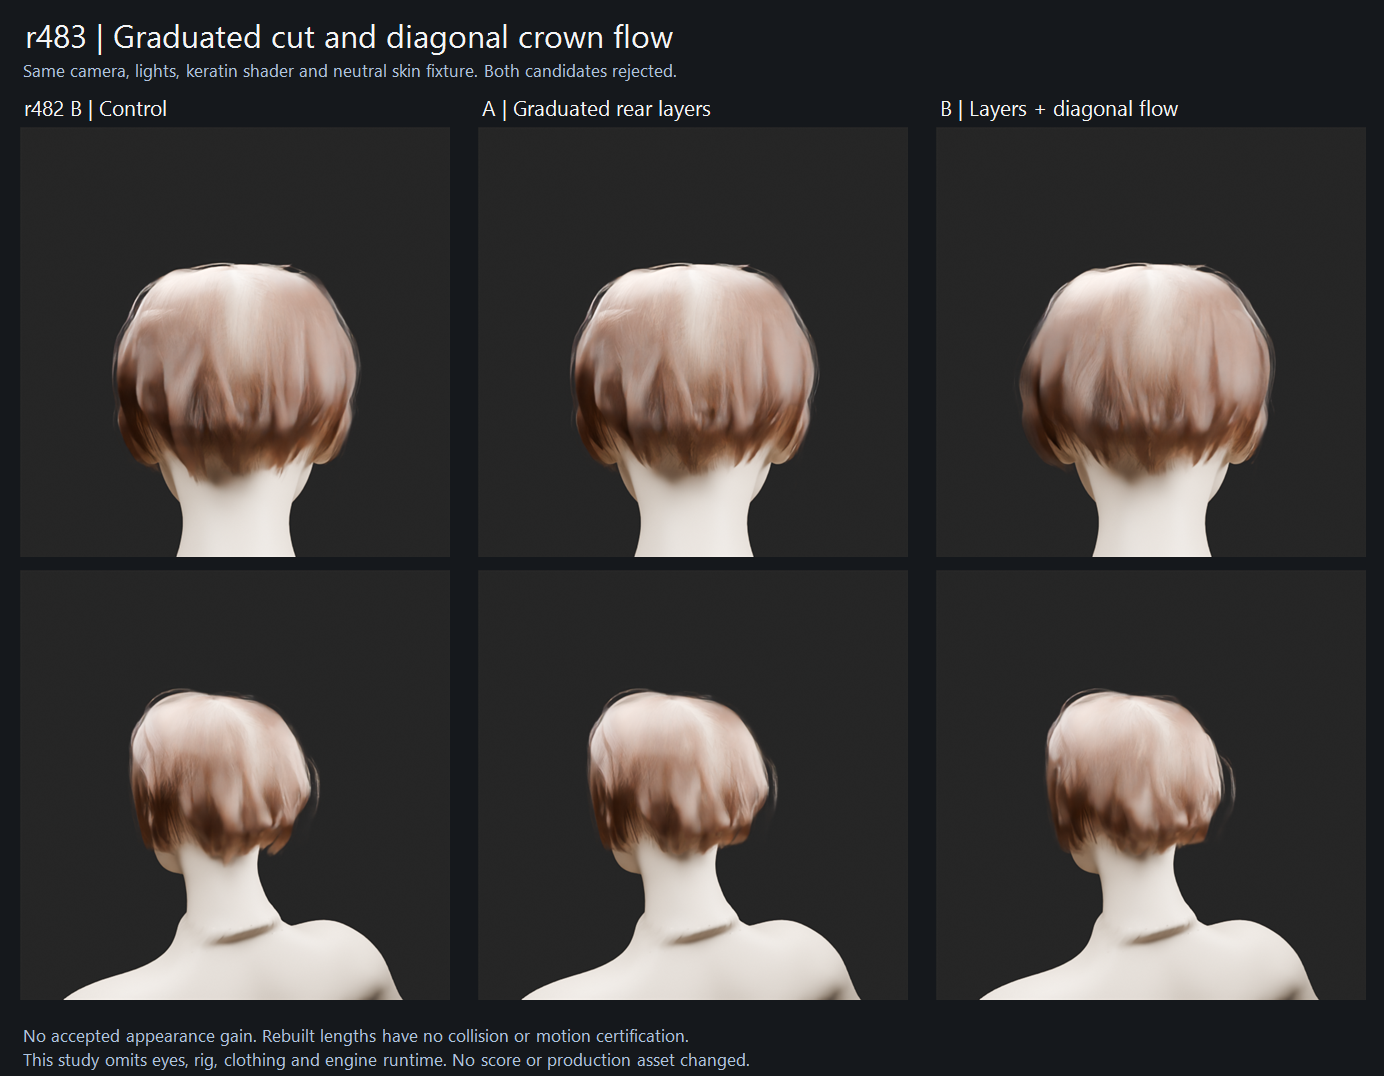 r483 | Graduated cut and diagonal crown flow
Same camera, lights, keratin shader and neutral skin fixture. Both candidates rejected.
r482 B | Control
A | Graduated rear layers
B | Layers + diagonal flow
No accepted appearance gain. Rebuilt lengths have no collision or motion certification.
This study omits eyes, rig, clothing and engine runtime. No score or production asset changed.